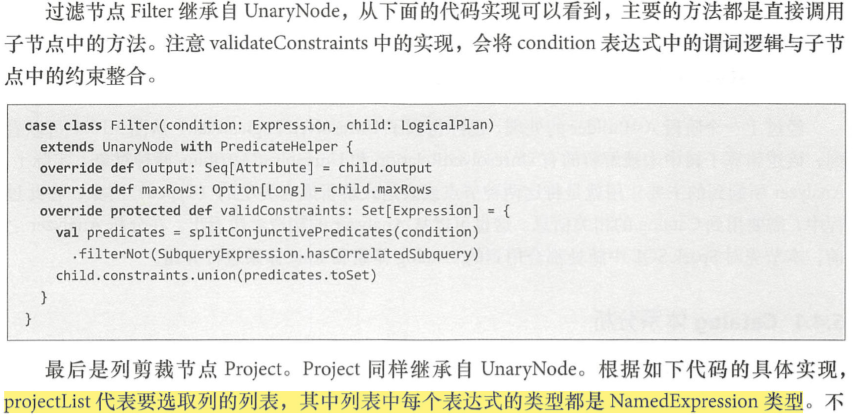 过滤节点 Filter 继承自 UnaryNode，从下面的代码实现可以看到，主要的方法都是直接调用
子节点中的方法。注意 validateConstraints 中的实现，会将 condition 表达式中的谓词逻辑与子节
点中的约束整合。
case class Filter(condition: Expression, child: LogicalPlan)
  extends UnaryNode with PredicateHelper {
  override def output: Seq[Attribute] = child.output
  override def maxRows: Option[Long] = child.maxRows
  override protected def validConstraints: Set[Expression] = {
    val predicates = splitConjunctivePredicates(condition)
      .filterNot(SubqueryExpression.hasCorrelatedSubquery)
    child.constraints.union(predicates.toSet)
  }
}
最后是列剪裁节点 Project。Project 同样继承自 UnaryNode。根据如下代码的具体实现，
projectList 代表要选取列的列表，其中列表中每个表达式的类型都是 NamedExpression 类型。不